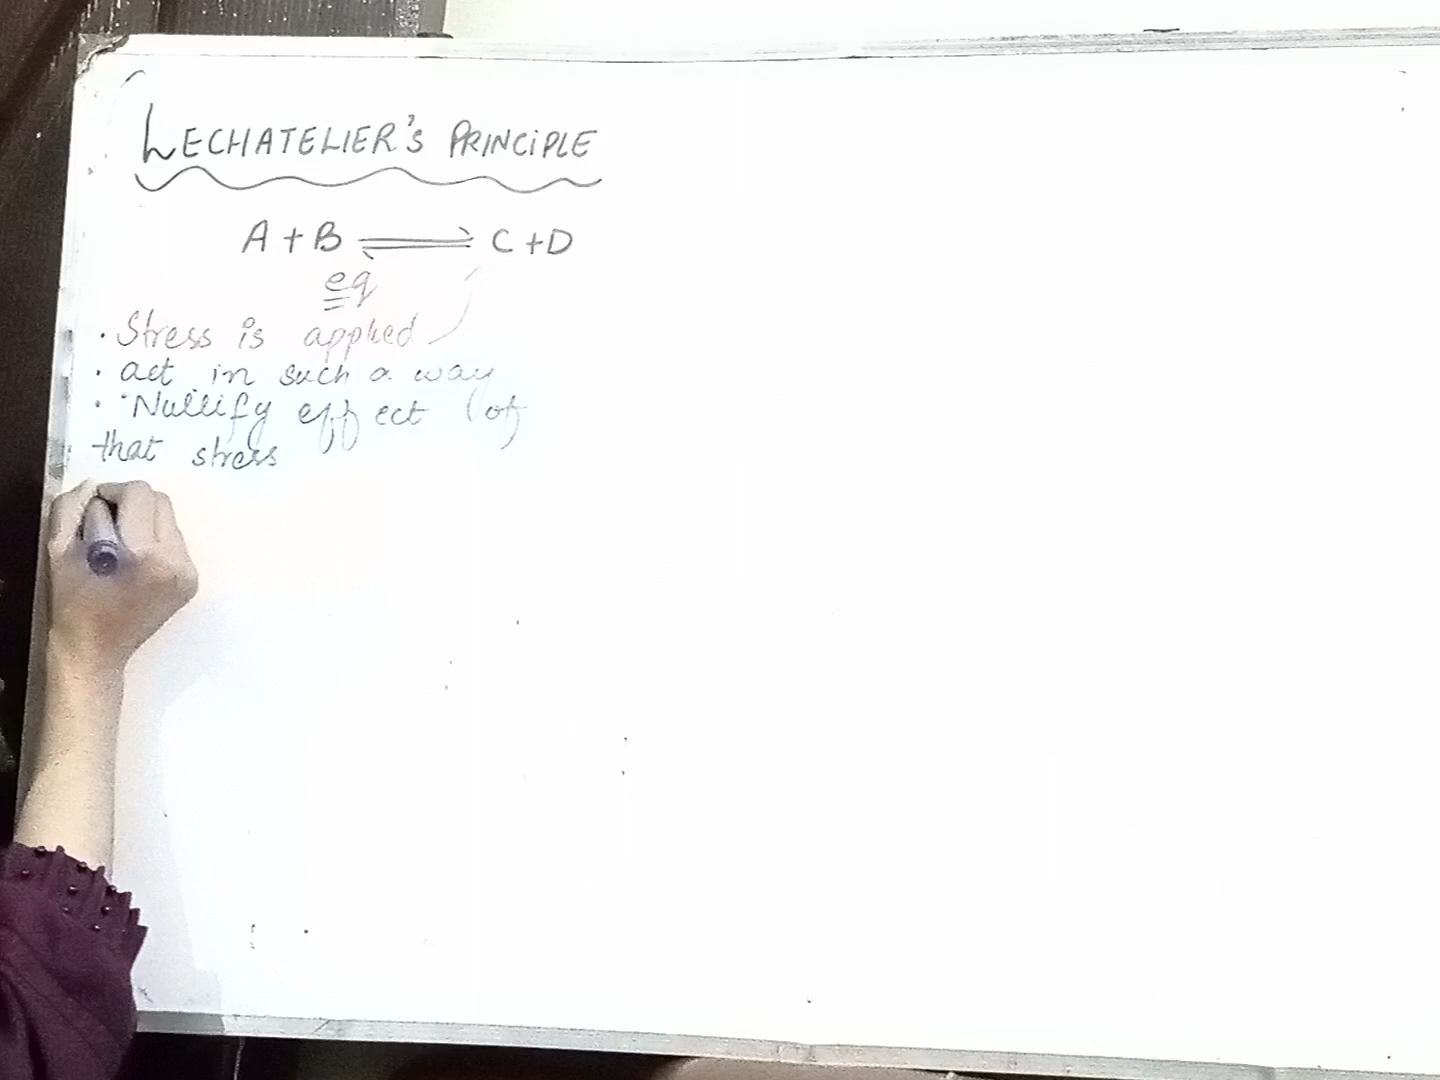 LECHATELIER'S PRINCIPLE
A + B ⇌ C + D
eq
· Stress is applied
· act in such a way
· "Nullify effect (of
that stress